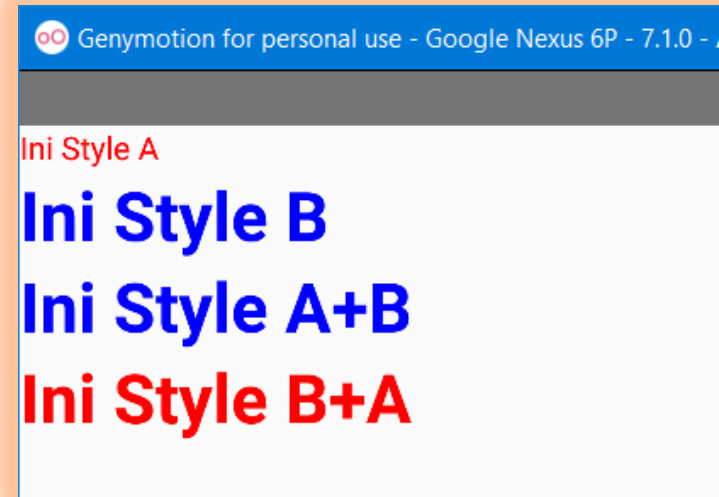 Genymotion for personal use - Google Nexus 6P - 7.1.0 -
Ini Style A
Ini Style B
Ini Style A+B
Ini Style B+A